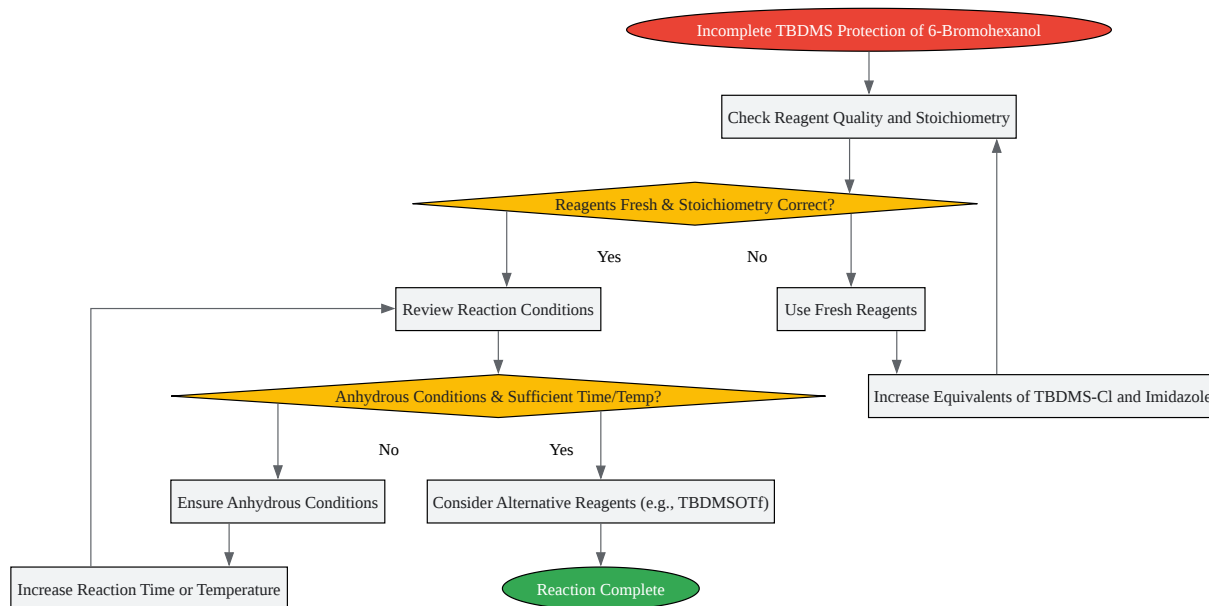 Incomplete TBDMS Protection of 6-Bromohexanol
Check Reagent Quality and Stoichiometry
Reagents Fresh & Stoichiometry Correct?
Yes
No
Review Reaction Conditions
Use Fresh Reagents
Anhydrous Conditions & Sufficient Time/Temp?
Increase Equivalents of TBDMS-Cl and Imidazole
No
Yes
Ensure Anhydrous Conditions
Consider Alternative Reagents (e.g., TBDMSOTf)
Increase Reaction Time or Temperature
Reaction Complete